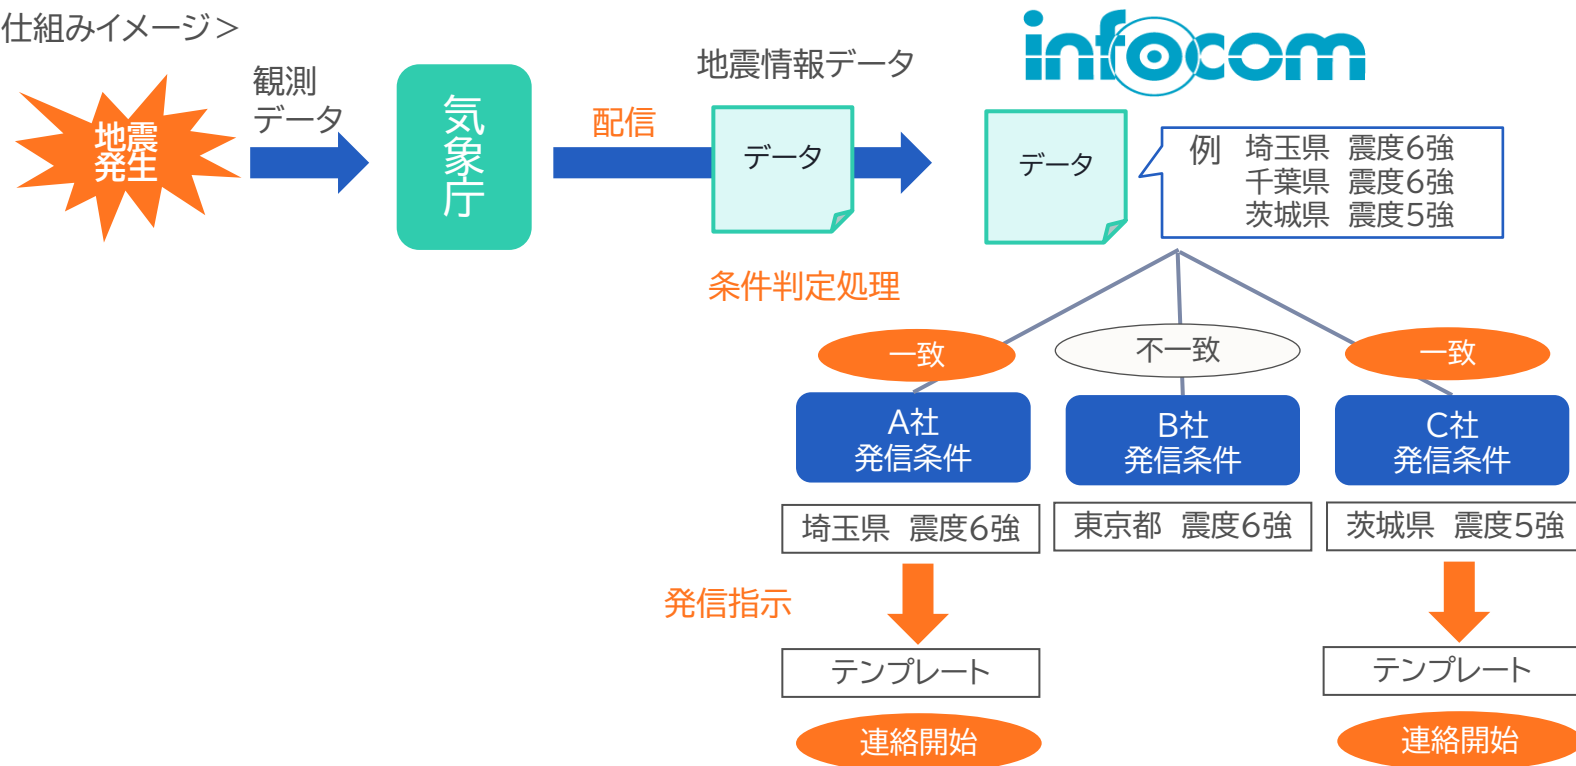 仕組みイメージ＞
地震
発生
観測
データ
気象庁
配信
地震情報データ
データ
infocom
データ
例　埼玉県　震度6強
千葉県　震度6強
茨城県　震度5強
条件判定処理
一致
不一致
一致
A社
発信条件
B社
発信条件
C社
発信条件
埼玉県　震度6強
東京都　震度6強
茨城県　震度5強
発信指示
テンプレート
テンプレート
連絡開始
連絡開始